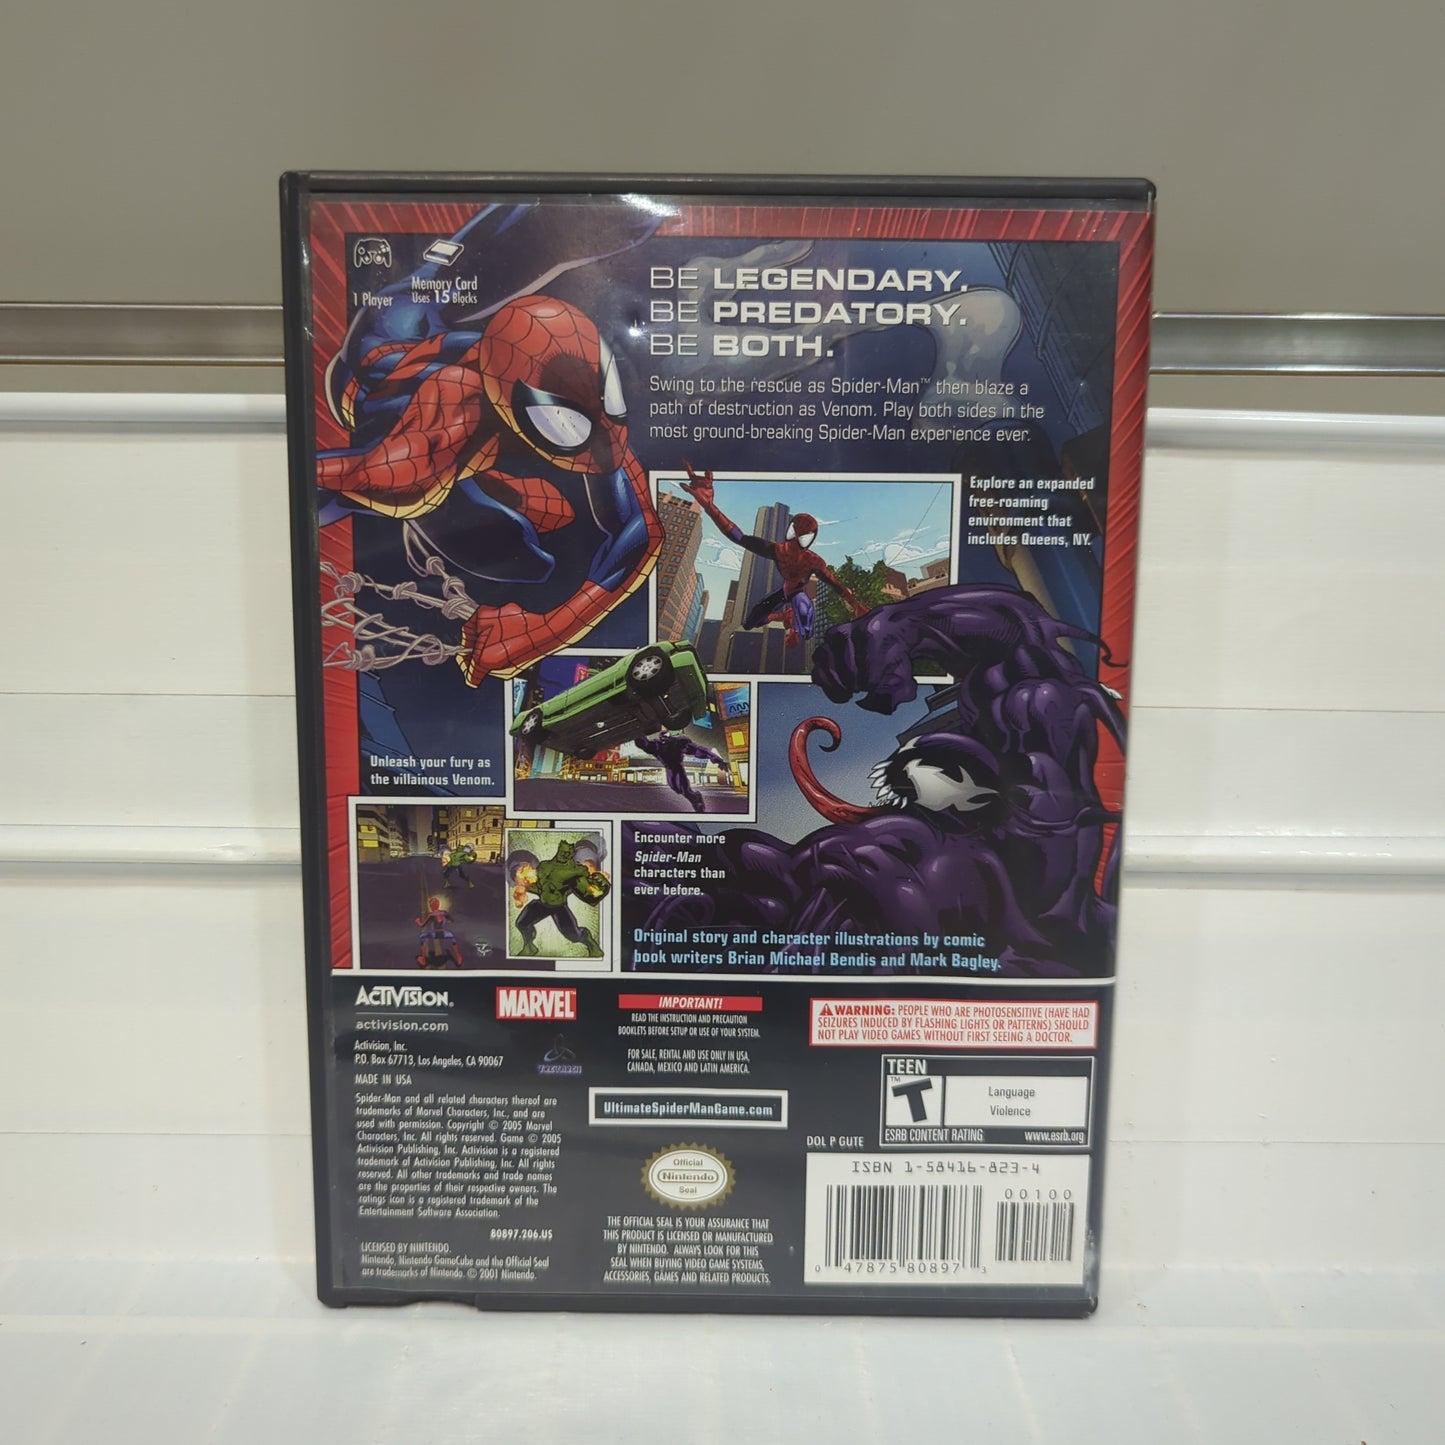 1 Player
Memory Card
Uses 15 Blocks
BE LEGENDARY.
BE PREDATORY.
BE BOTH.
Swing to the rescue as Spider-Man™ then blaze a
path of destruction as Venom. Play both sides in the
most ground-breaking Spider-Man experience ever.
Explore an expanded
free-roaming
environment that
includes Queens, NY.
Unleash your fury as
the villainous Venom.
Encounter more
Spider-Man
characters than
ever before.
Original story and character illustrations by comic
book writers Brian Michael Bendis and Mark Bagley.
ACTIVISION.
activision.com
MARVEL
Activision, Inc.
P.O. Box 67713, Los Angeles, CA 90067
MADE IN USA
TREYARCH
Spider-Man and all related characters thereof are
trademarks of Marvel Characters, Inc., and are
used with permission. Copyright © 2005 Marvel
Characters, Inc. All rights reserved. Game © 2005
Activision Publishing, Inc. Activision is a registered
trademark of Activision Publishing, Inc. All rights
reserved. All other trademarks and trade names
are the properties of their respective owners. The
ratings icon is a registered trademark of the
Entertainment Software Association.
80897.206.US
LICENSED BY NINTENDO.
Nintendo, Nintendo GameCube and the Official Seal
are trademarks of Nintendo. © 2001 Nintendo.
IMPORTANT!
READ THE INSTRUCTION AND PRECAUTION
BOOKLETS BEFORE SETUP OR USE OF YOUR SYSTEM.
FOR SALE, RENTAL AND USE ONLY IN USA,
CANADA, MEXICO AND LATIN AMERICA.
UltimateSpiderManGame.com
Official
Nintendo
Seal
THE OFFICIAL SEAL IS YOUR ASSURANCE THAT
THIS PRODUCT IS LICENSED OR MANUFACTURED
BY NINTENDO. ALWAYS LOOK FOR THIS
SEAL WHEN BUYING VIDEO GAME SYSTEMS,
ACCESSORIES, GAMES AND RELATED PRODUCTS.
WARNING: PEOPLE WHO ARE PHOTOSENSITIVE (HAVE HAD
SEIZURES INDUCED BY FLASHING LIGHTS OR PATTERNS) SHOULD
NOT PLAY VIDEO GAMES WITHOUT FIRST SEEING A DOCTOR.
TEEN
T™
Language
Violence
ESRB CONTENT RATING www.esrb.org
DOL P GUTE
ISBN 1-58416-823-4
00100
0 47875 80897 3